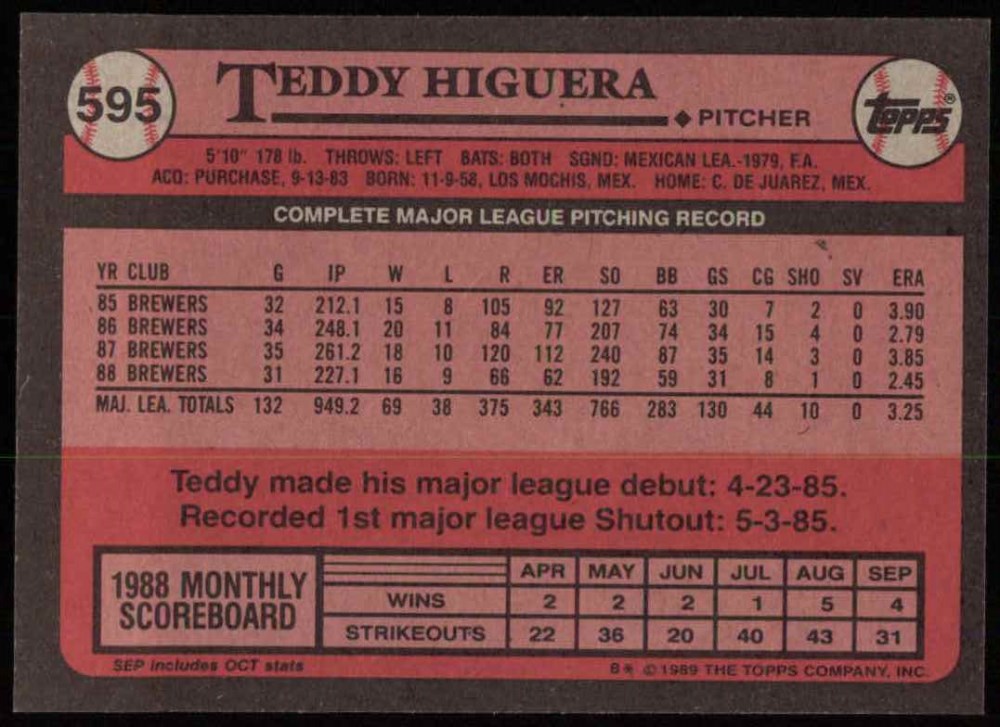 595
TEDDY HIGUERA
PITCHER
topps®
5'10" 178 lb. THROWS: LEFT BATS: BOTH SGND: MEXICAN LEA.-1979, F.A.
ACQ: PURCHASE, 9-13-83 BORN: 11-9-58, LOS MOCHIS, MEX. HOME: C. DE JUAREZ, MEX.
COMPLETE MAJOR LEAGUE PITCHING RECORD
YR CLUB G IP W L R ER SO BB GS CG SHO SV ERA
85 BREWERS 32 212.1 15 8 105 92 127 63 30 7 2 0 3.90
86 BREWERS 34 248.1 20 11 84 77 207 74 34 15 4 0 2.79
87 BREWERS 35 261.2 18 10 120 112 240 87 35 14 3 0 3.85
88 BREWERS 31 227.1 16 9 66 62 192 59 31 8 1 0 2.45
MAJ. LEA. TOTALS 132 949.2 69 38 375 343 766 283 130 44 10 0 3.25
Teddy made his major league debut: 4-23-85.
Recorded 1st major league Shutout: 5-3-85.
1988 MONTHLY
SCOREBOARD
APR MAY JUN JUL AUG SEP
WINS 2 2 2 1 5 4
STRIKEOUTS 22 36 20 40 43 31
SEP includes OCT stats
B* © 1989 THE TOPPS COMPANY, INC.